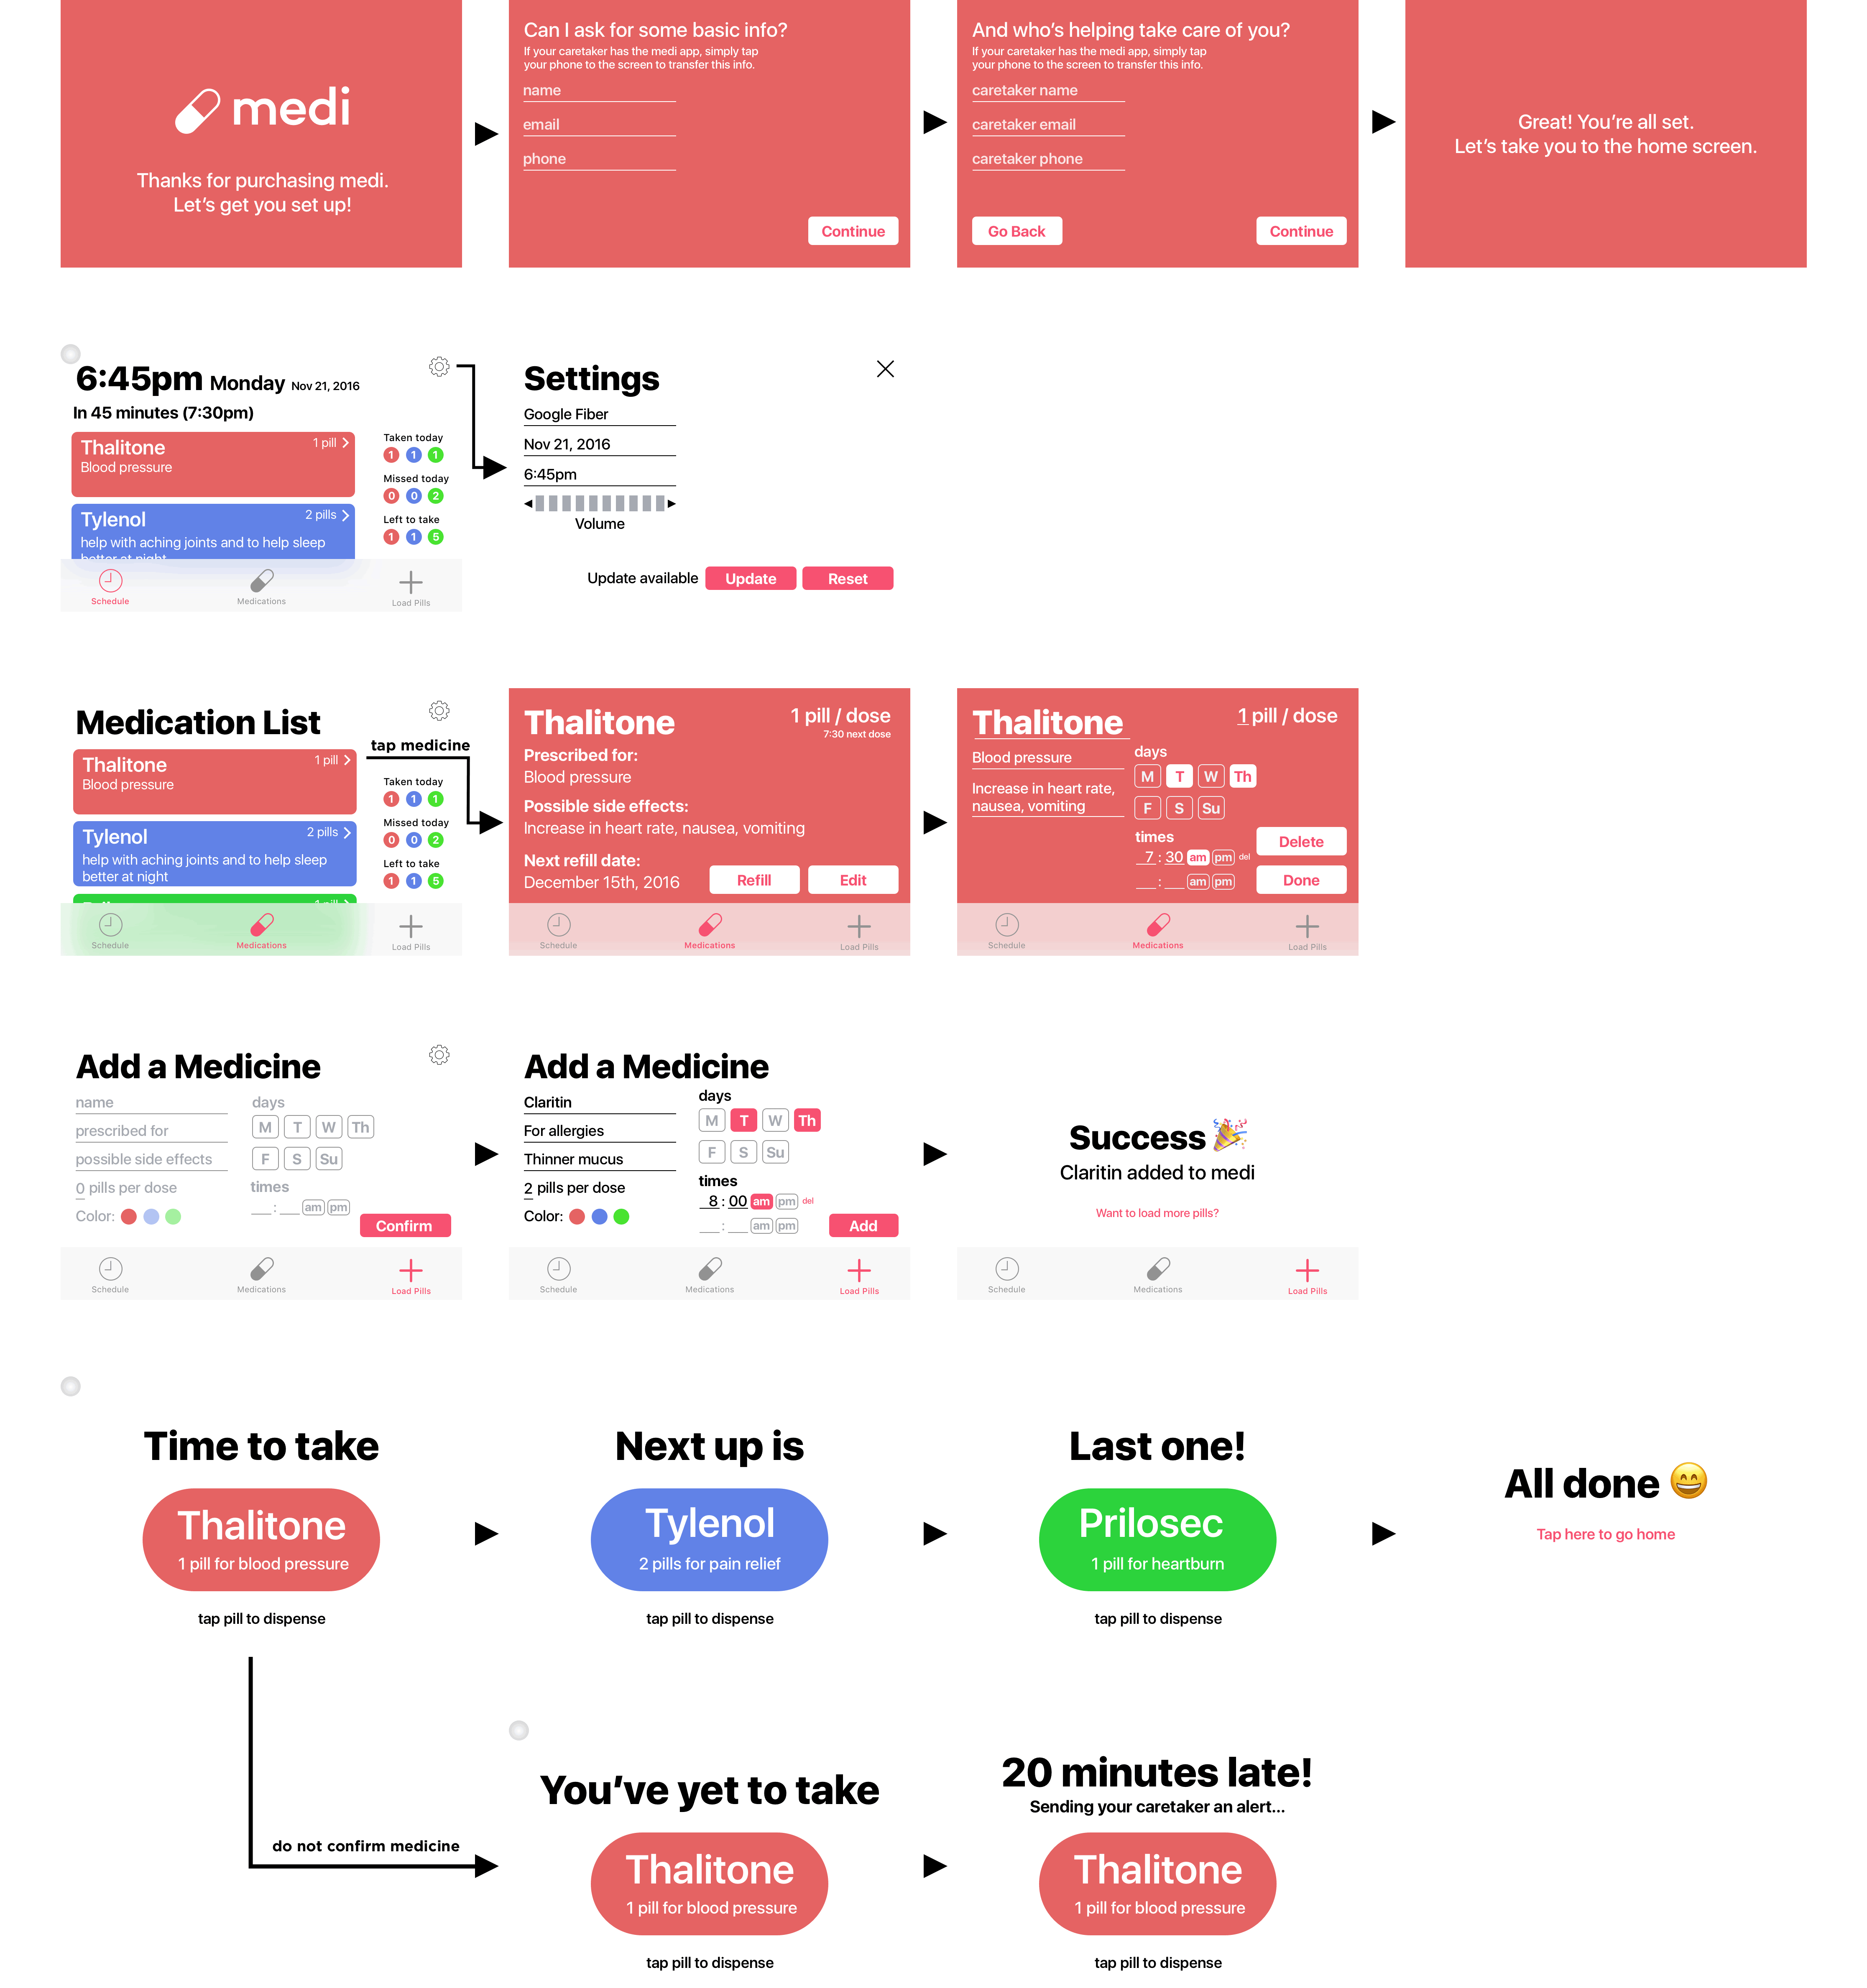 medi
Thanks for purchasing medi.
Let's get you set up!
Can I ask for some basic info?
If your caretaker has the medi app, simply tap
your phone to the screen to transfer this info.
name
email
phone
Continue
And who's helping take care of you?
If your caretaker has the medi app, simply tap
your phone to the screen to transfer this info.
caretaker name
caretaker email
caretaker phone
Go Back
Continue
Great! You're all set.
Let's take you to the home screen.
6:45pm Monday Nov 21, 2016
In 45 minutes (7:30pm)
Thalitone 1 pill
Blood pressure
Tylenol 2 pills
help with aching joints and to help sleep
better at night
Taken today
1 1 1
Missed today
0 0 2
Left to take
1 1 5
Schedule
Medications
Load Pills
Settings
Google Fiber
Nov 21, 2016
6:45pm
Volume
Update available
Update
Reset
Medication List
Thalitone 1 pill
Blood pressure
Tylenol 2 pills
help with aching joints and to help sleep
better at night
1 pill
tap medicine
Taken today
1 1 1
Missed today
0 0 2
Left to take
1 1 5
Schedule
Medications
Load Pills
Thalitone
1 pill / dose
7:30 next dose
Prescribed for:
Blood pressure
Possible side effects:
Increase in heart rate, nausea, vomiting
Next refill date:
December 15th, 2016
Refill
Edit
Schedule
Medications
Load Pills
Thalitone
1 pill / dose
Blood pressure
Increase in heart rate,
nausea, vomiting
days
M T W Th
F S Su
times
7 : 30 am pm del
: am pm
Delete
Done
Schedule
Medications
Load Pills
Add a Medicine
name
prescribed for
possible side effects
0 pills per dose
Color:
days
M T W Th
F S Su
times
: am pm
Confirm
Schedule
Medications
Load Pills
Add a Medicine
Claritin
For allergies
Thinner mucus
2 pills per dose
Color:
days
M T W Th
F S Su
times
8 : 00 am pm del
: am pm
Add
Schedule
Medications
Load Pills
Success 🎉
Claritin added to medi
Want to load more pills?
Schedule
Medications
Load Pills
Time to take
Thalitone
1 pill for blood pressure
tap pill to dispense
Next up is
Tylenol
2 pills for pain relief
tap pill to dispense
Last one!
Prilosec
1 pill for heartburn
tap pill to dispense
All done 😄
Tap here to go home
do not confirm medicine
You've yet to take
Thalitone
1 pill for blood pressure
tap pill to dispense
20 minutes late!
Sending your caretaker an alert...
Thalitone
1 pill for blood pressure
tap pill to dispense